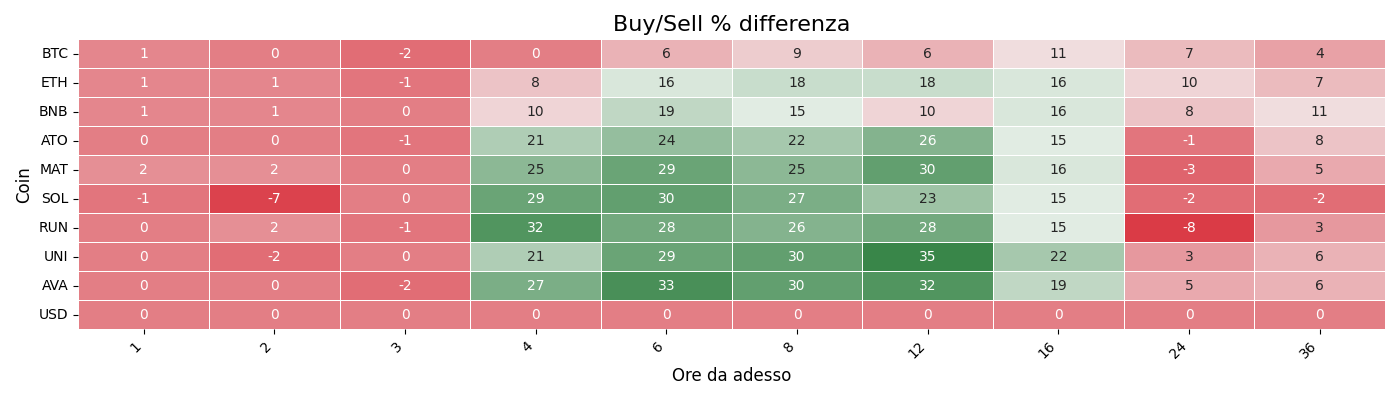 Buy/Sell % differenza
Coin
BTC 1 0 -2 0 6 9 6 11 7 4
ETH 1 1 -1 8 16 18 18 16 10 7
BNB 1 1 0 10 19 15 10 16 8 11
ATO 0 0 -1 21 24 22 26 15 -1 8
MAT 2 2 0 25 29 25 30 16 -3 5
SOL -1 -7 0 29 30 27 23 15 -2 -2
RUN 0 2 -1 32 28 26 28 15 -8 3
UNI 0 -2 0 21 29 30 35 22 3 6
AVA 0 0 -2 27 33 30 32 19 5 6
USD 0 0 0 0 0 0 0 0 0 0
1 2 3 4 6 8 12 16 24 36
Ore da adesso